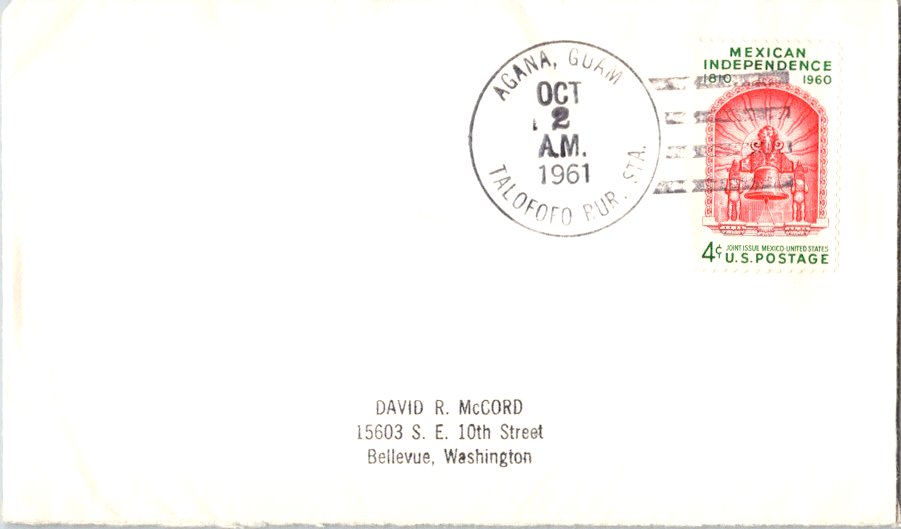 AGANA, GUAM
OCT
2
A.M.
1961
TALOFOFO RUR. STA.
MEXICAN
INDEPENDENCE
1810 1960
4¢ JOINT ISSUE MEXICO-UNITED STATES
U.S. POSTAGE
DAVID R. McCORD
15603 S. E. 10th Street
Bellevue, Washington